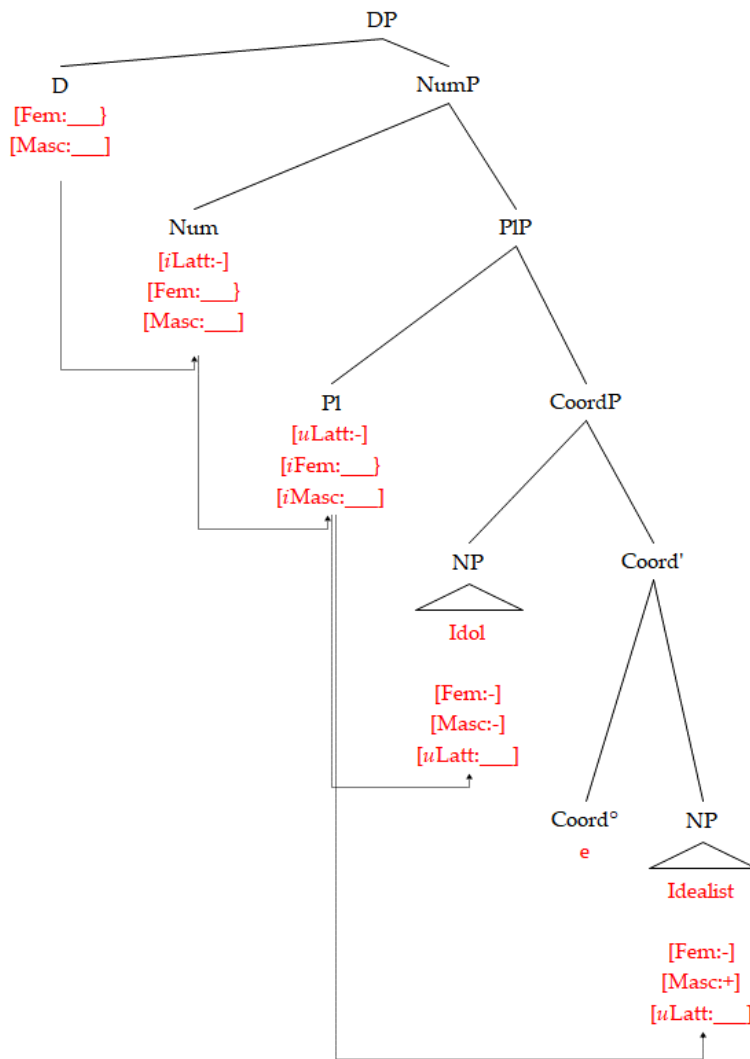 DP
D
[Fem:___}
[Masc:___]
NumP
Num
[iLatt:-]
[Fem:___}
[Masc:___]
PlP
Pl
[uLatt:-]
[iFem:___}
[iMasc:___]
CoordP
NP
Idol
[Fem:-]
[Masc:-]
[uLatt:___]
Coord'
Coord°
e
NP
Idealist
[Fem:-]
[Masc:+]
[uLatt:___]